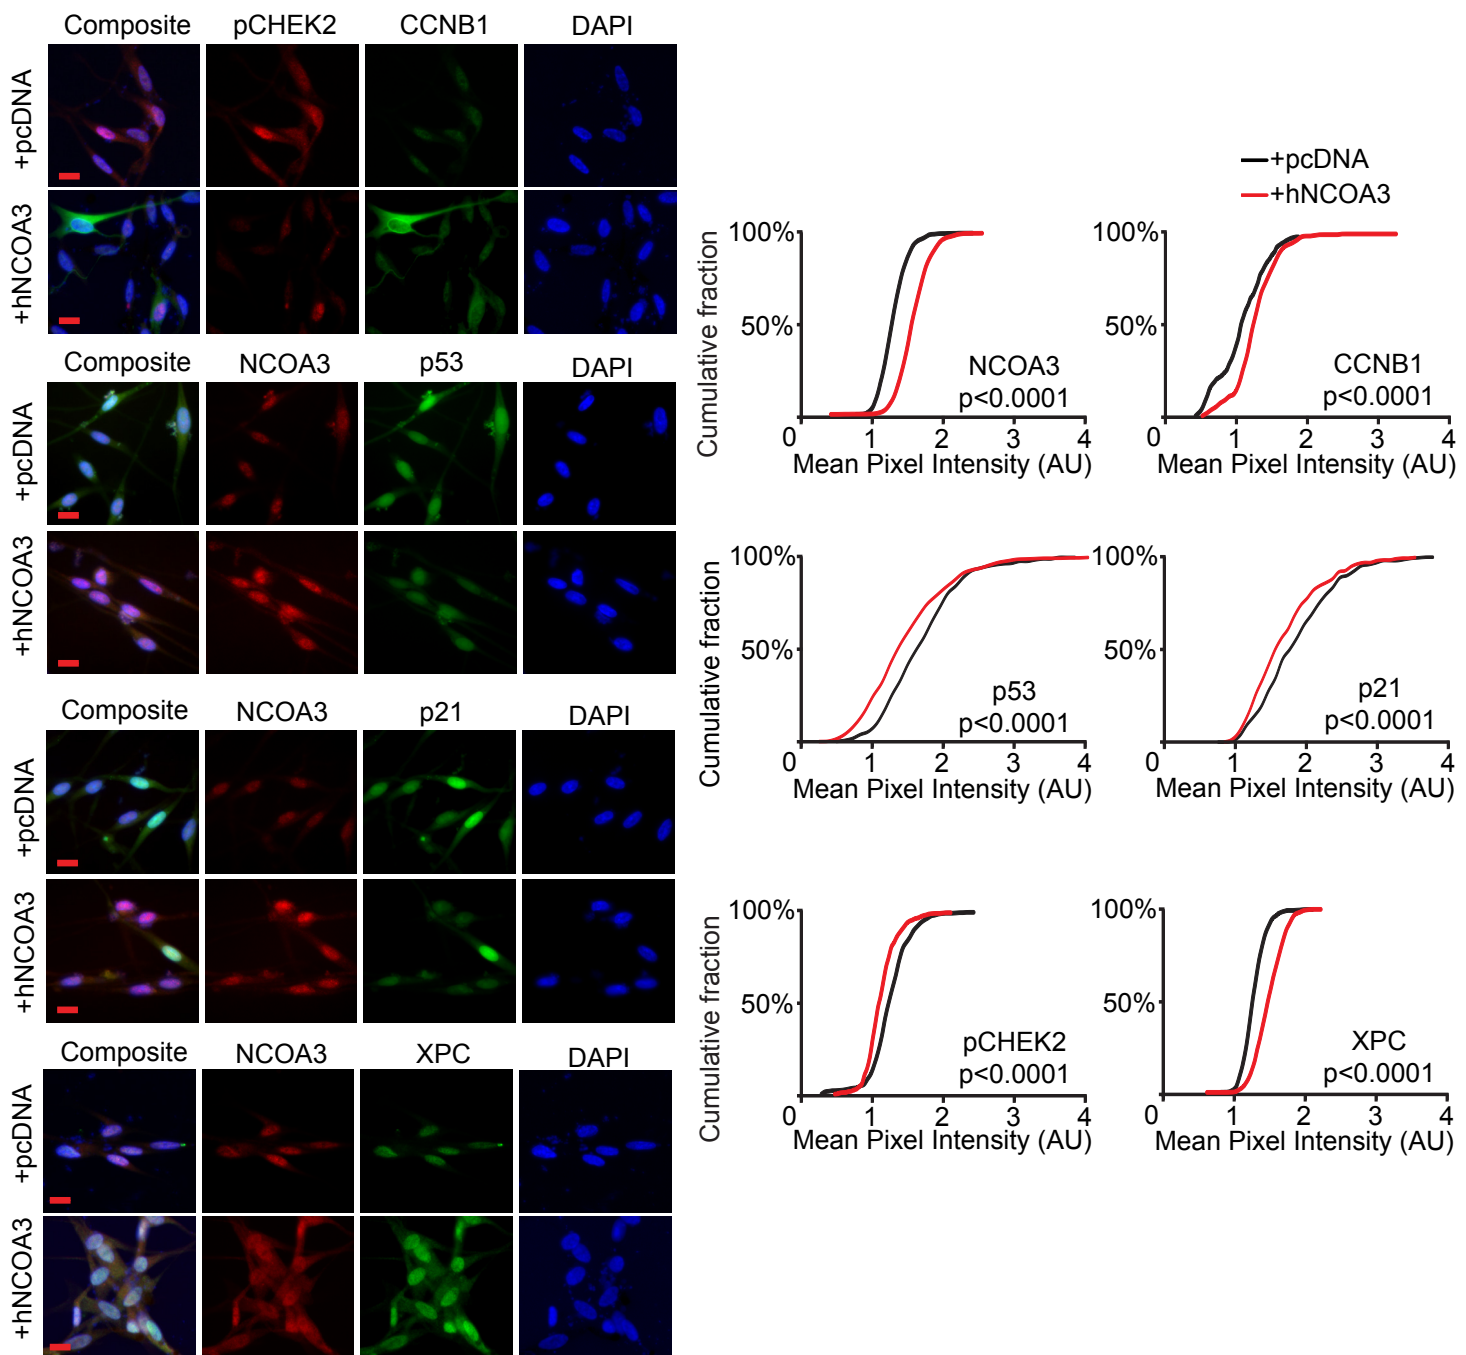 Composite pCHEK2 CCNB1 DAPI
+pcDNA
+hNCOA3
Composite NCOA3 p53 DAPI
+pcDNA
+hNCOA3
Composite NCOA3 p21 DAPI
+pcDNA
+hNCOA3
Composite NCOA3 XPC DAPI
+pcDNA
+hNCOA3
+pcDNA
+hNCOA3
Cumulative fraction
100%
50%
NCOA3
p<0.0001
0 1 2 3 4
Mean Pixel Intensity (AU)
100%
50%
CCNB1
p<0.0001
0 1 2 3 4
Mean Pixel Intensity (AU)
Cumulative fraction
100%
50%
p53
p<0.0001
0 1 2 3 4
Mean Pixel Intensity (AU)
100%
50%
p21
p<0.0001
0 1 2 3 4
Mean Pixel Intensity (AU)
Cumulative fraction
100%
50%
pCHEK2
p<0.0001
0 1 2 3 4
Mean Pixel Intensity (AU)
100%
50%
XPC
p<0.0001
0 1 2 3 4
Mean Pixel Intensity (AU)